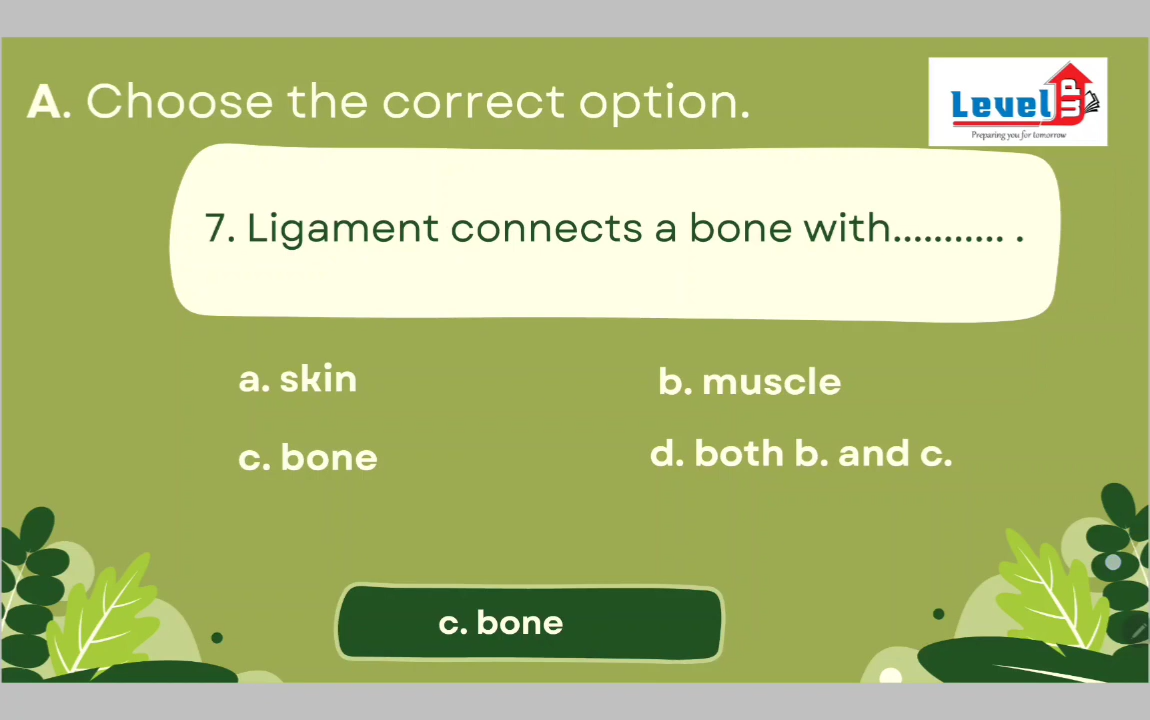 A. Choose the correct option.
Level UP
Preparing you for tomorrow
7. Ligament connects a bone with........... .
a. skin
b. muscle
c. bone
d. both b. and c.
c. bone